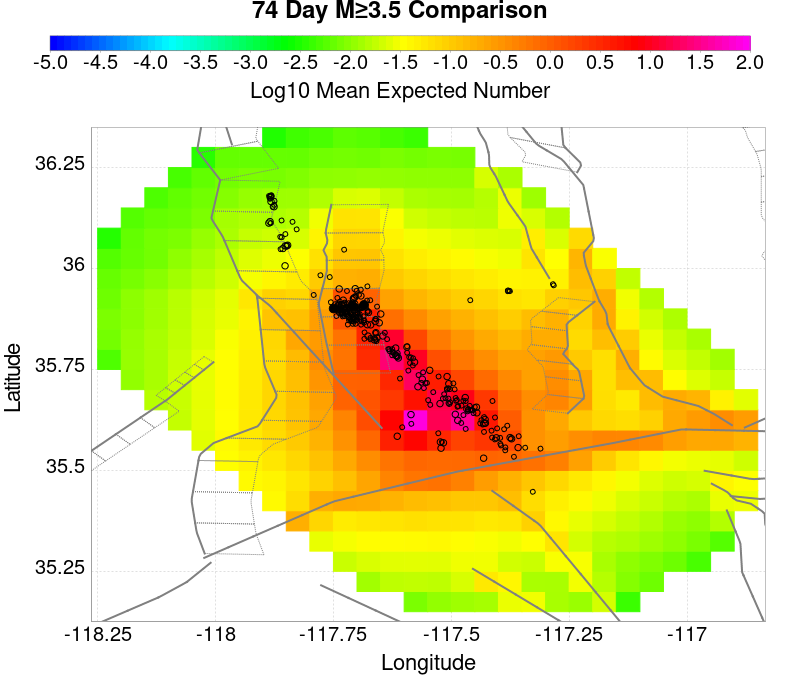 74 Day M≥3.5 Comparison
-5.0 -4.5 -4.0 -3.5 -3.0 -2.5 -2.0 -1.5 -1.0 -0.5 0.0 0.5 1.0 1.5 2.0
Log10 Mean Expected Number
36.25
36
35.75
35.5
35.25
Latitude
-118.25 -118 -117.75 -117.5 -117.25 -117
Longitude